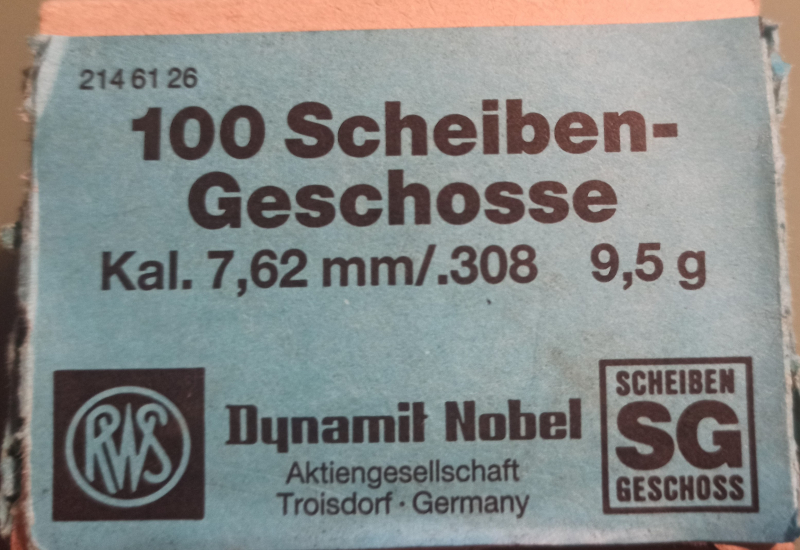 214 61 26
100 Scheiben-
Geschosse
Kal. 7,62 mm/.308 9,5 g
RWS
Dynamit Nobel
Aktiengesellschaft
Troisdorf · Germany
SCHEIBEN
SG
GESCHOSS